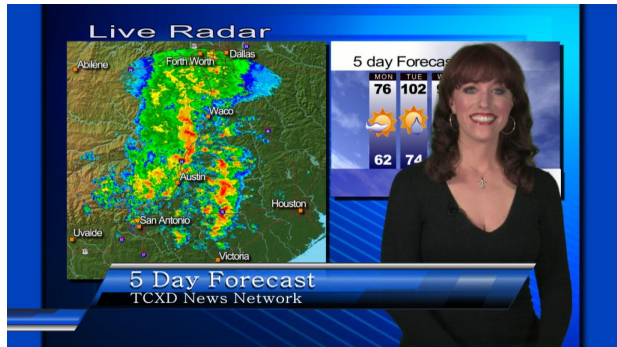 Live Radar
Abilene
Fort Worth
Dallas
Waco
Austin
San Antonio
Houston
Uvalde
Victoria
5 day
MON TUE
76 102
62 74
5 Day Forecast
TCXD News Network